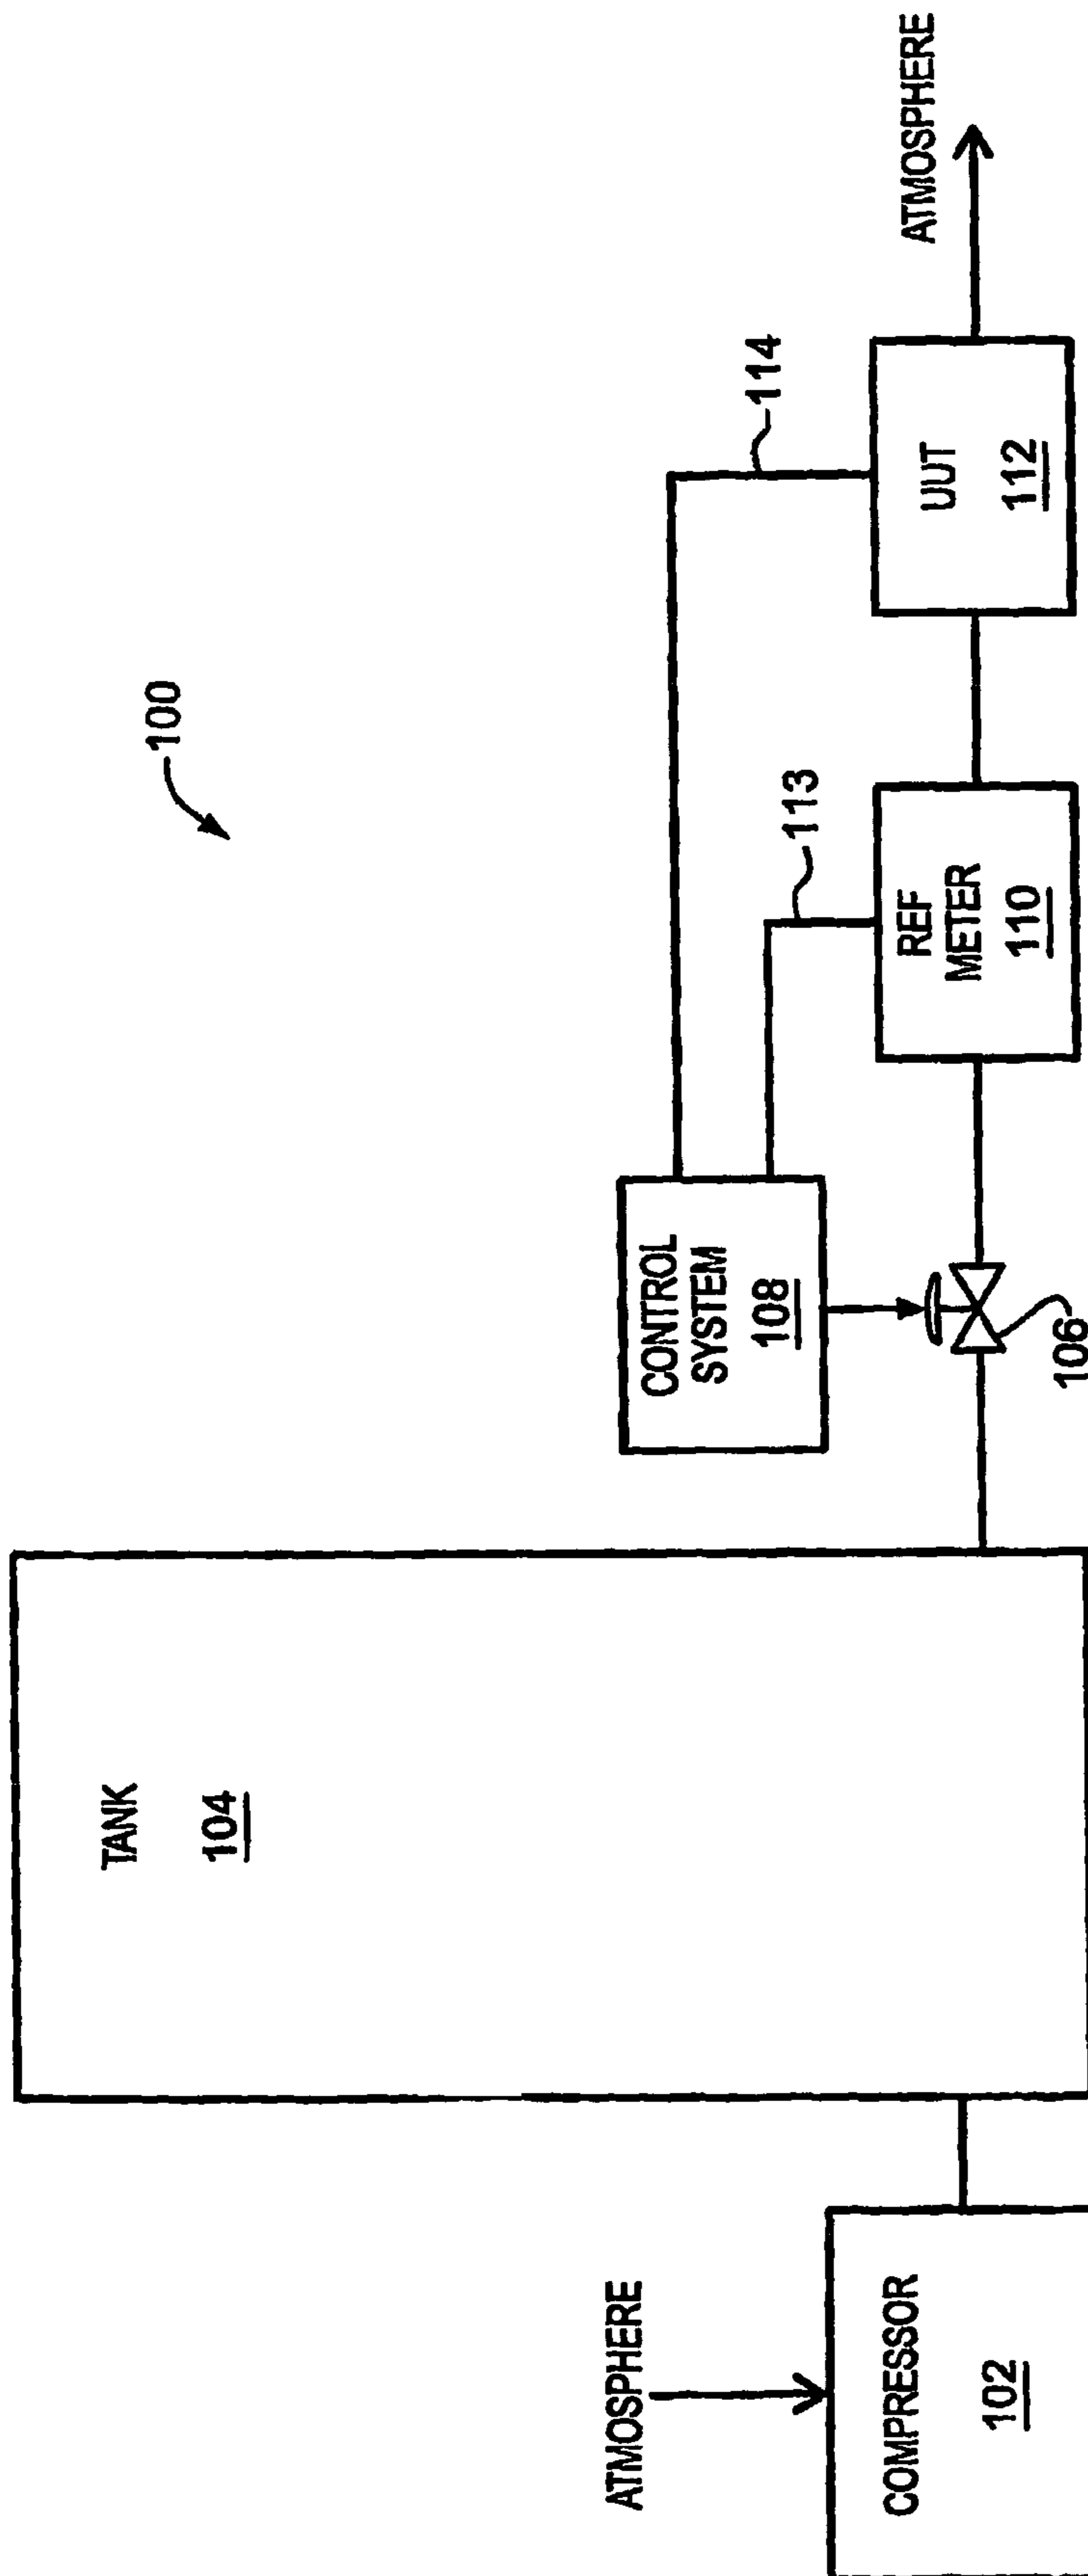 100
TANK
104
ATMOSPHERE
COMPRESSOR
102
CONTROL
SYSTEM
108
106
113
REF
METER
110
114
UUT
112
ATMOSPHERE